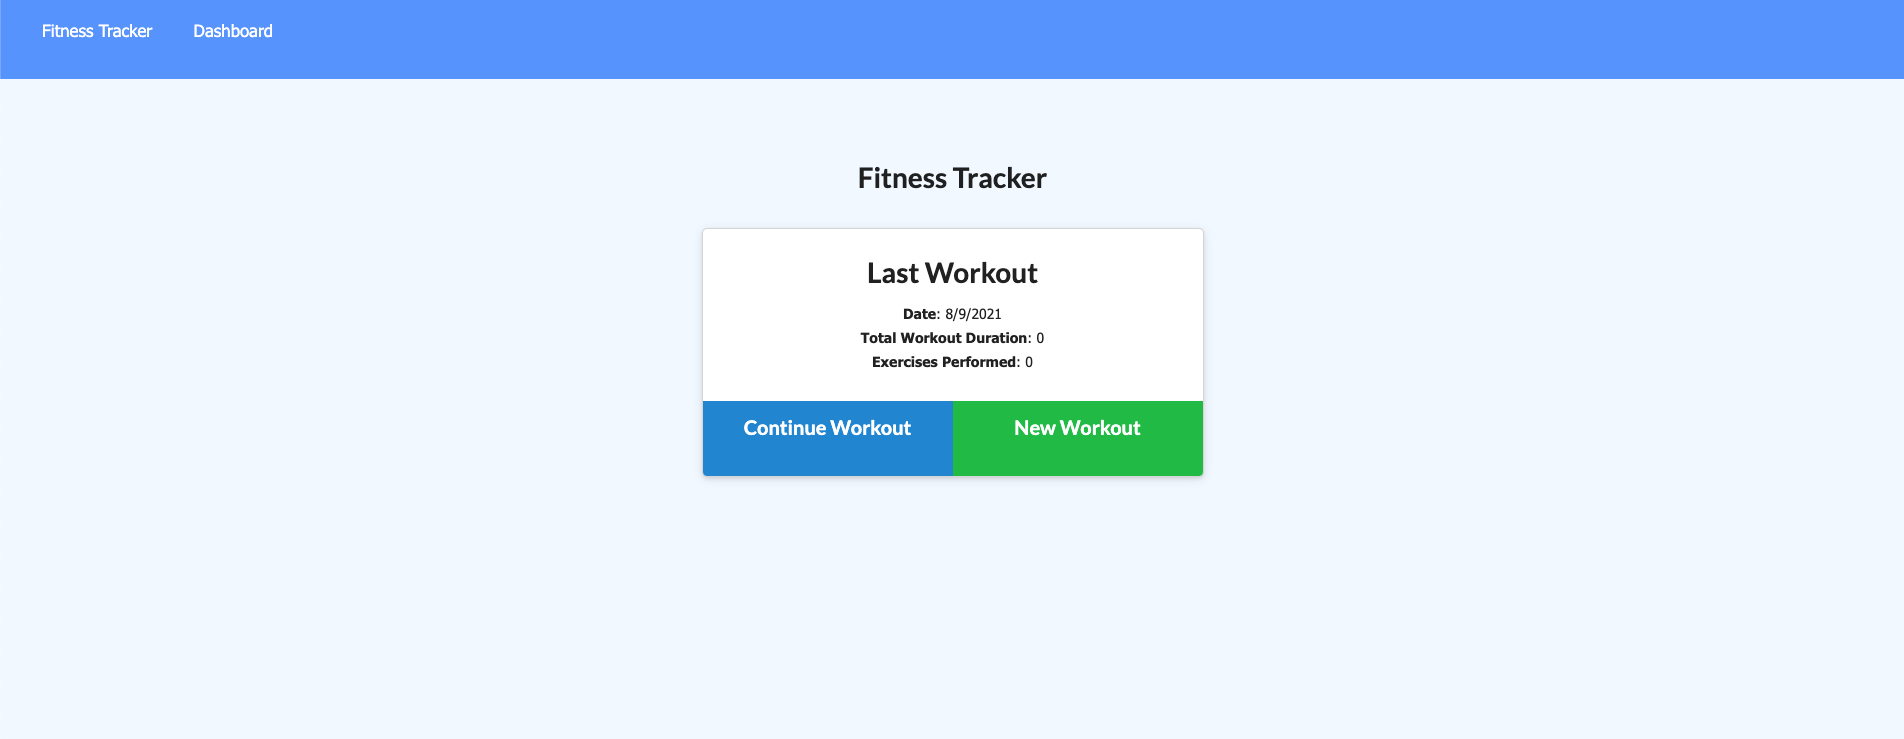 Fitness Tracker Dashboard
Fitness Tracker
Last Workout
Date: 8/9/2021
Total Workout Duration: 0
Exercises Performed: 0
Continue Workout New Workout